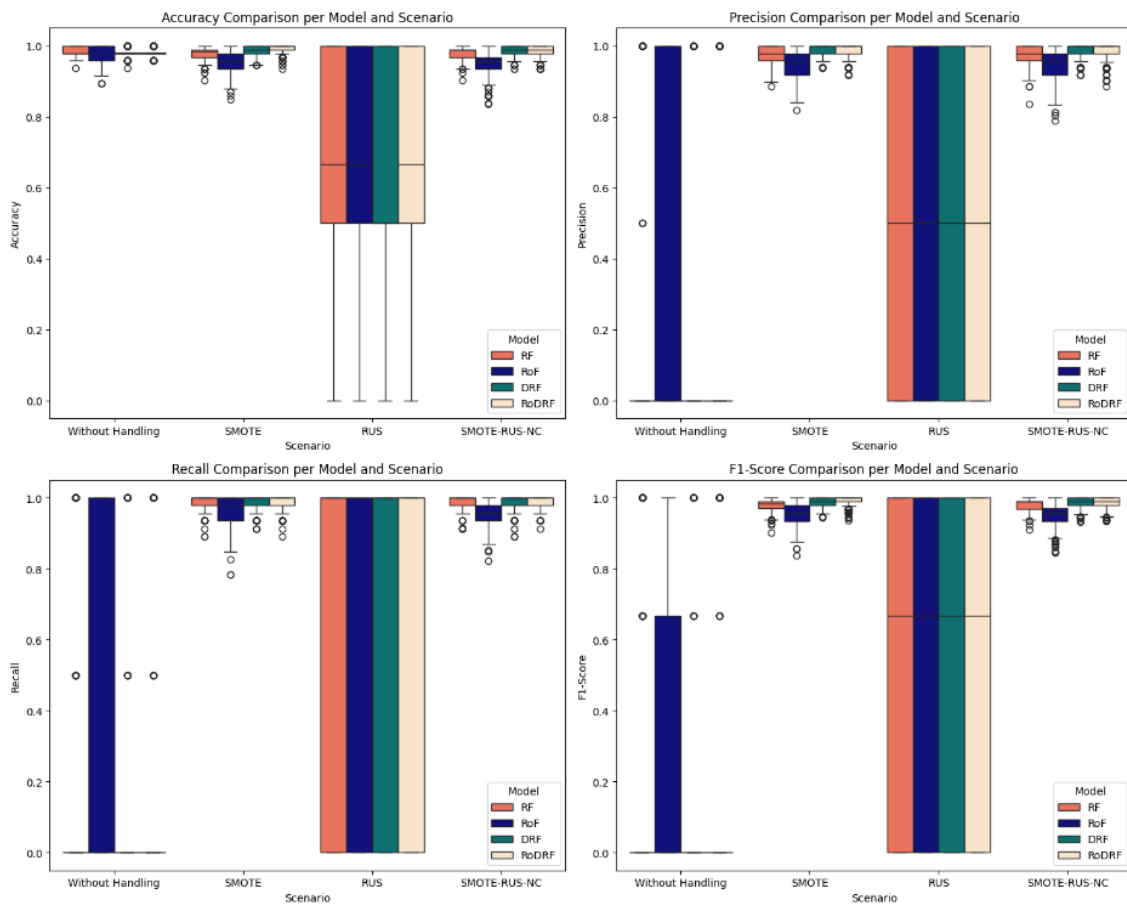 Accuracy Comparison per Model and Scenario
1.0
0.8
0.6
0.4
0.2
0.0
Accuracy
Model
RF
RoF
DRF
RoDRF
Without Handling
SMOTE
RUS
SMOTE-RUS-NC
Scenario
Precision Comparison per Model and Scenario
1.0
0.8
0.6
0.4
0.2
0.0
Precision
Model
RF
RoF
DRF
RoDRF
Without Handling
SMOTE
RUS
SMOTE-RUS-NC
Scenario
Recall Comparison per Model and Scenario
1.0
0.8
0.6
0.4
0.2
0.0
Recall
Model
RF
RoF
DRF
RoDRF
Without Handling
SMOTE
RUS
SMOTE-RUS-NC
Scenario
F1-Score Comparison per Model and Scenario
1.0
0.8
0.6
0.4
0.2
0.0
F1-Score
Model
RF
RoF
DRF
RoDRF
Without Handling
SMOTE
RUS
SMOTE-RUS-NC
Scenario